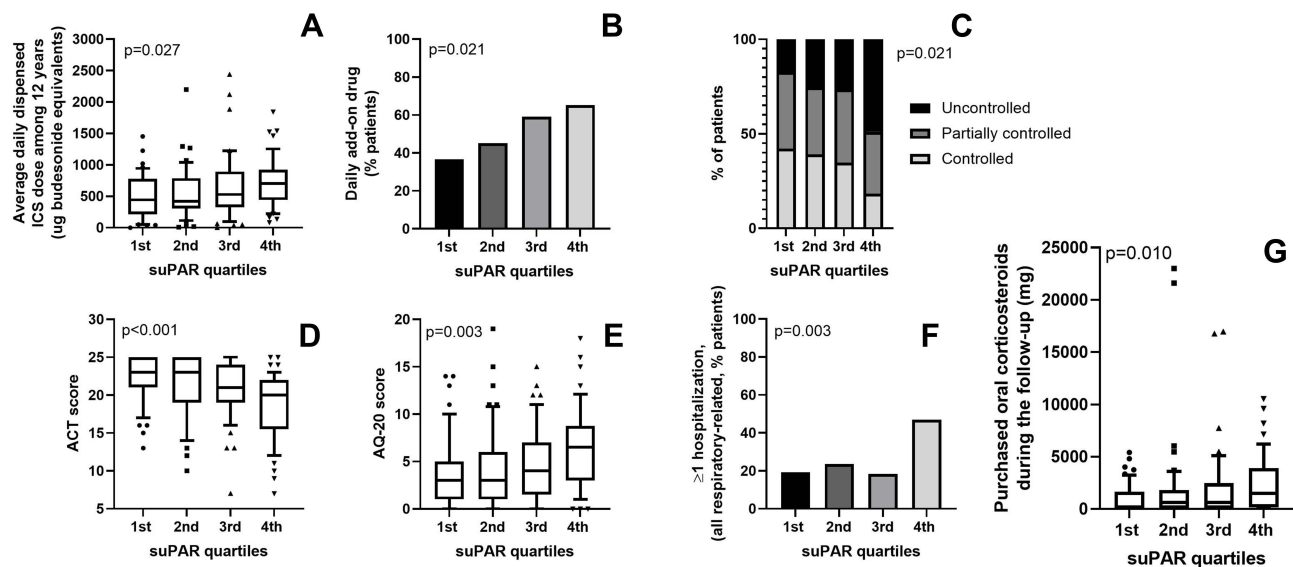 A
Average daily dispensed
ICS dose among 12 years
(ug budesonide equivalents)
p=0.027
3000
2500
2000
1500
1000
500
0
1st 2nd 3rd 4th
suPAR quartiles
B
Daily add-on drug
(% patients)
p=0.021
100
80
60
40
20
0
1st 2nd 3rd 4th
suPAR quartiles
C
% of patients
p=0.021
100
50
0
1st 2nd 3rd 4th
suPAR quartiles
Uncontrolled
Partially controlled
Controlled
D
ACT score
p<0.001
30
25
20
15
10
5
1st 2nd 3rd 4th
suPAR quartiles
E
AQ-20 score
p=0.003
20
15
10
5
0
1st 2nd 3rd 4th
suPAR quartiles
F
≥1 hospitalization,
(all respiratory-related, % patients)
p=0.003
100
80
60
40
20
0
1st 2nd 3rd 4th
suPAR quartiles
G
Purchased oral corticosteroids
during the follow-up (mg)
p=0.010
25000
20000
15000
10000
5000
0
1st 2nd 3rd 4th
suPAR quartiles